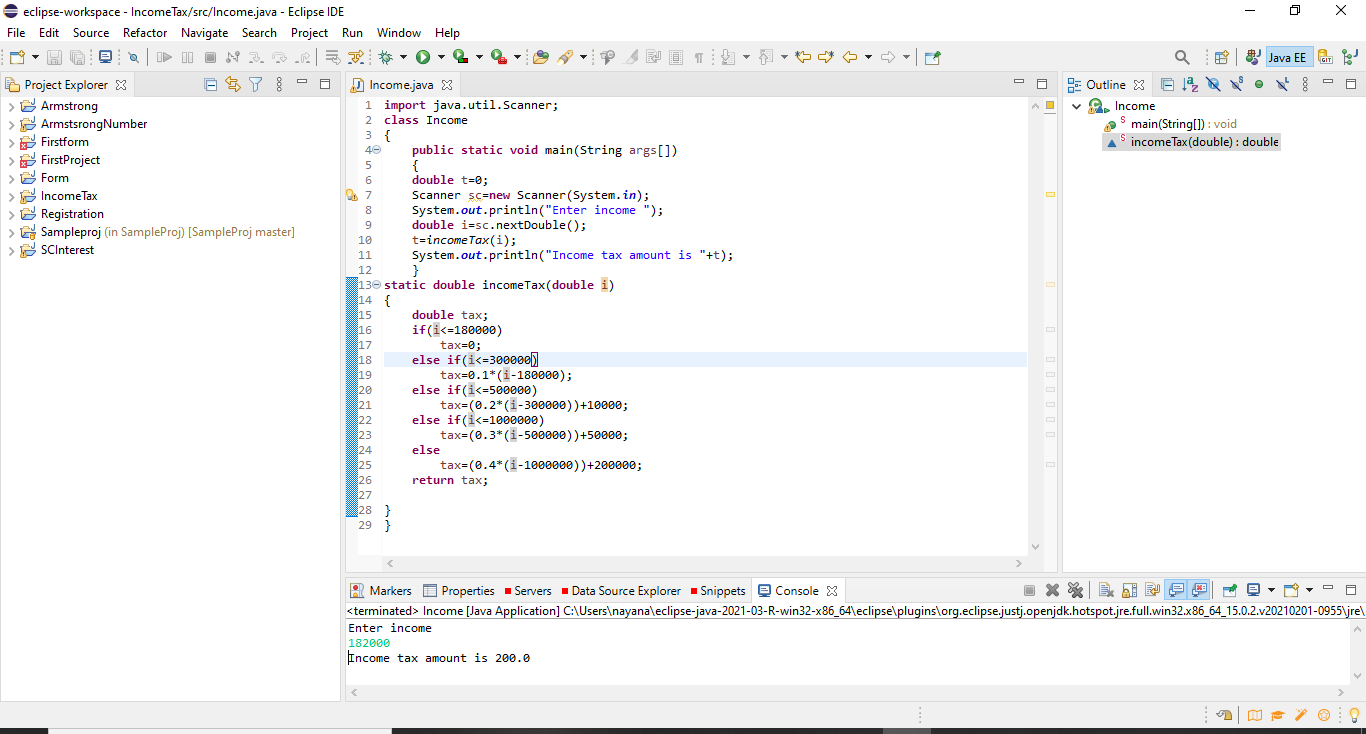 eclipse-workspace - IncomeTax/src/Income.java - Eclipse IDE
File Edit Source Refactor Navigate Search Project Run Window Help
Java EE
Project Explorer
Armstrong
ArmstsrongNumber
Firstform
FirstProject
Form
IncomeTax
Registration
Sampleproj (in SampleProj) [SampleProj master]
SCInterest
Income.java
1 import java.util.Scanner;
2 class Income
3 {
4 public static void main(String args[])
5 {
6 double t=0;
7 Scanner sc=new Scanner(System.in);
8 System.out.println("Enter income ");
9 double i=sc.nextDouble();
10 t=incomeTax(i);
11 System.out.println("Income tax amount is "+t);
12 }
13 static double incomeTax(double i)
14 {
15 double tax;
16 if(i<=180000)
17 tax=0;
18 else if(i<=300000)
19 tax=0.1*(i-180000);
20 else if(i<=500000)
21 tax=(0.2*(i-300000))+10000;
22 else if(i<=1000000)
23 tax=(0.3*(i-500000))+50000;
24 else
25 tax=(0.4*(i-1000000))+200000;
26 return tax;
27
28 }
29 }
Outline
Income
main(String[]) : void
incomeTax(double) : double
Markers Properties Servers Data Source Explorer Snippets Console
<terminated> Income [Java Application] C:\Users\nayana\eclipse-java-2021-03-R-win32-x86_64\eclipse\plugins\org.eclipse.justj.openjdk.hotspot.jre.full.win32.x86_64_15.0.2.v20210201-0955\jre\
Enter income
182000
Income tax amount is 200.0